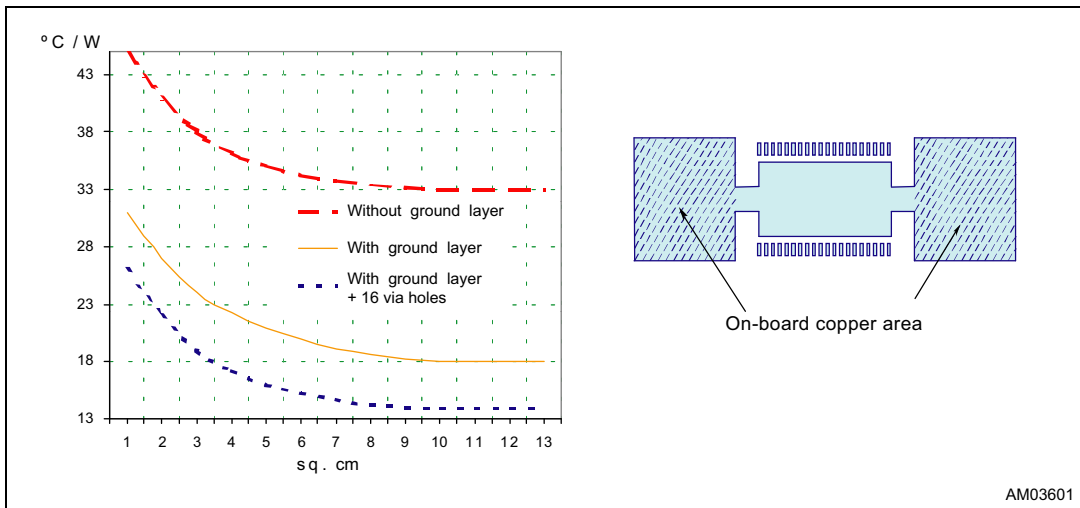 º C / W
43
38
33
28
23
18
13
1 2 3 4 5 6 7 8 9 10 11 12 13
sq. cm
Without ground layer
With ground layer
With ground layer
+ 16 via holes
On-board copper area
AM03601